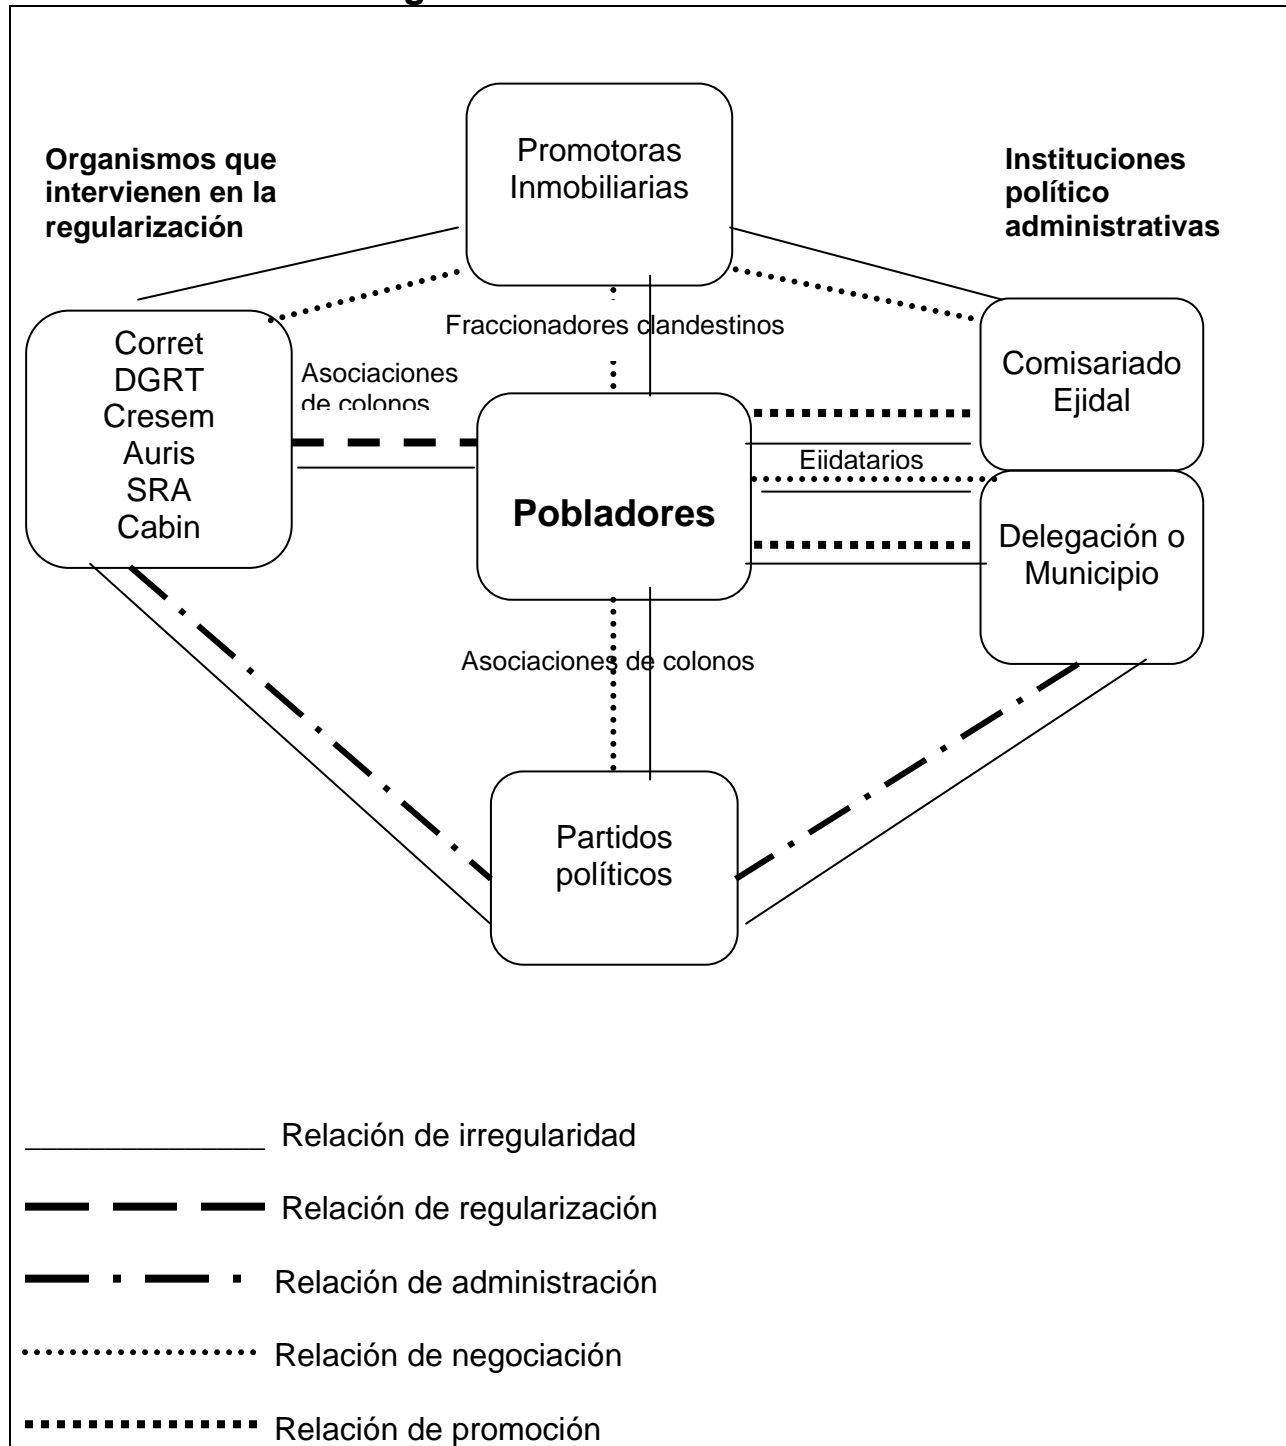 Promotoras
Inmobiliarias
Organismos que
intervienen en la
regularización
Instituciones
político
administrativas
Fraccionadores clandestinos
Corret
DGRT
Cresem
Auris
SRA
Cabin
Asociaciones
de colonos
Comisariado
Ejidal
Eiidatarios
Pobladores
Delegación o
Municipio
Asociaciones de colonos
Partidos
políticos
Relación de irregularidad
Relación de regularización
Relación de administración
Relación de negociación
Relación de promoción